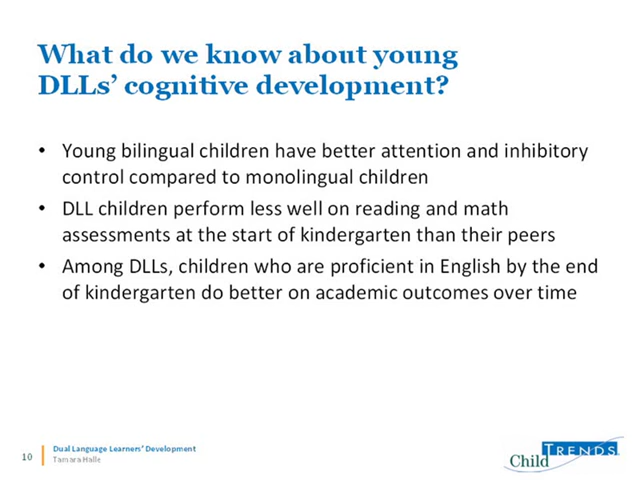 What do we know about young
DLLs’ cognitive development?
• Young bilingual children have better attention and inhibitory
control compared to monolingual children
• DLL children perform less well on reading and math
assessments at the start of kindergarten than their peers
• Among DLLs, children who are proficient in English by the end
of kindergarten do better on academic outcomes over time
10
Dual Language Learners’ Development
Tamara Halle
Child TRENDS